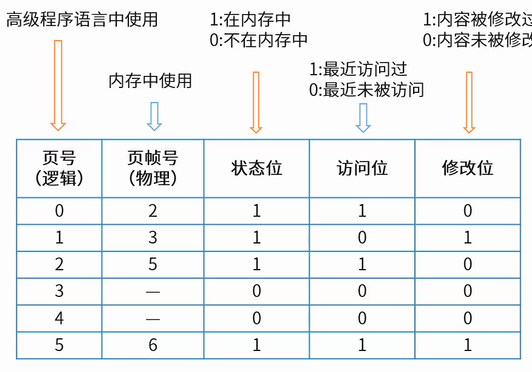 高级程序语言中使用
1:在内存中
0:不在内存中
1:内容被修改过
0:内容未被修改
内存中使用
1:最近访问过
0:最近未被访问
页号
（逻辑）
页帧号
（物理）
状态位
访问位
修改位
0 2 1 1 0
1 3 1 0 1
2 5 1 1 0
3 — 0 0 0
4 — 0 0 0
5 6 1 1 1